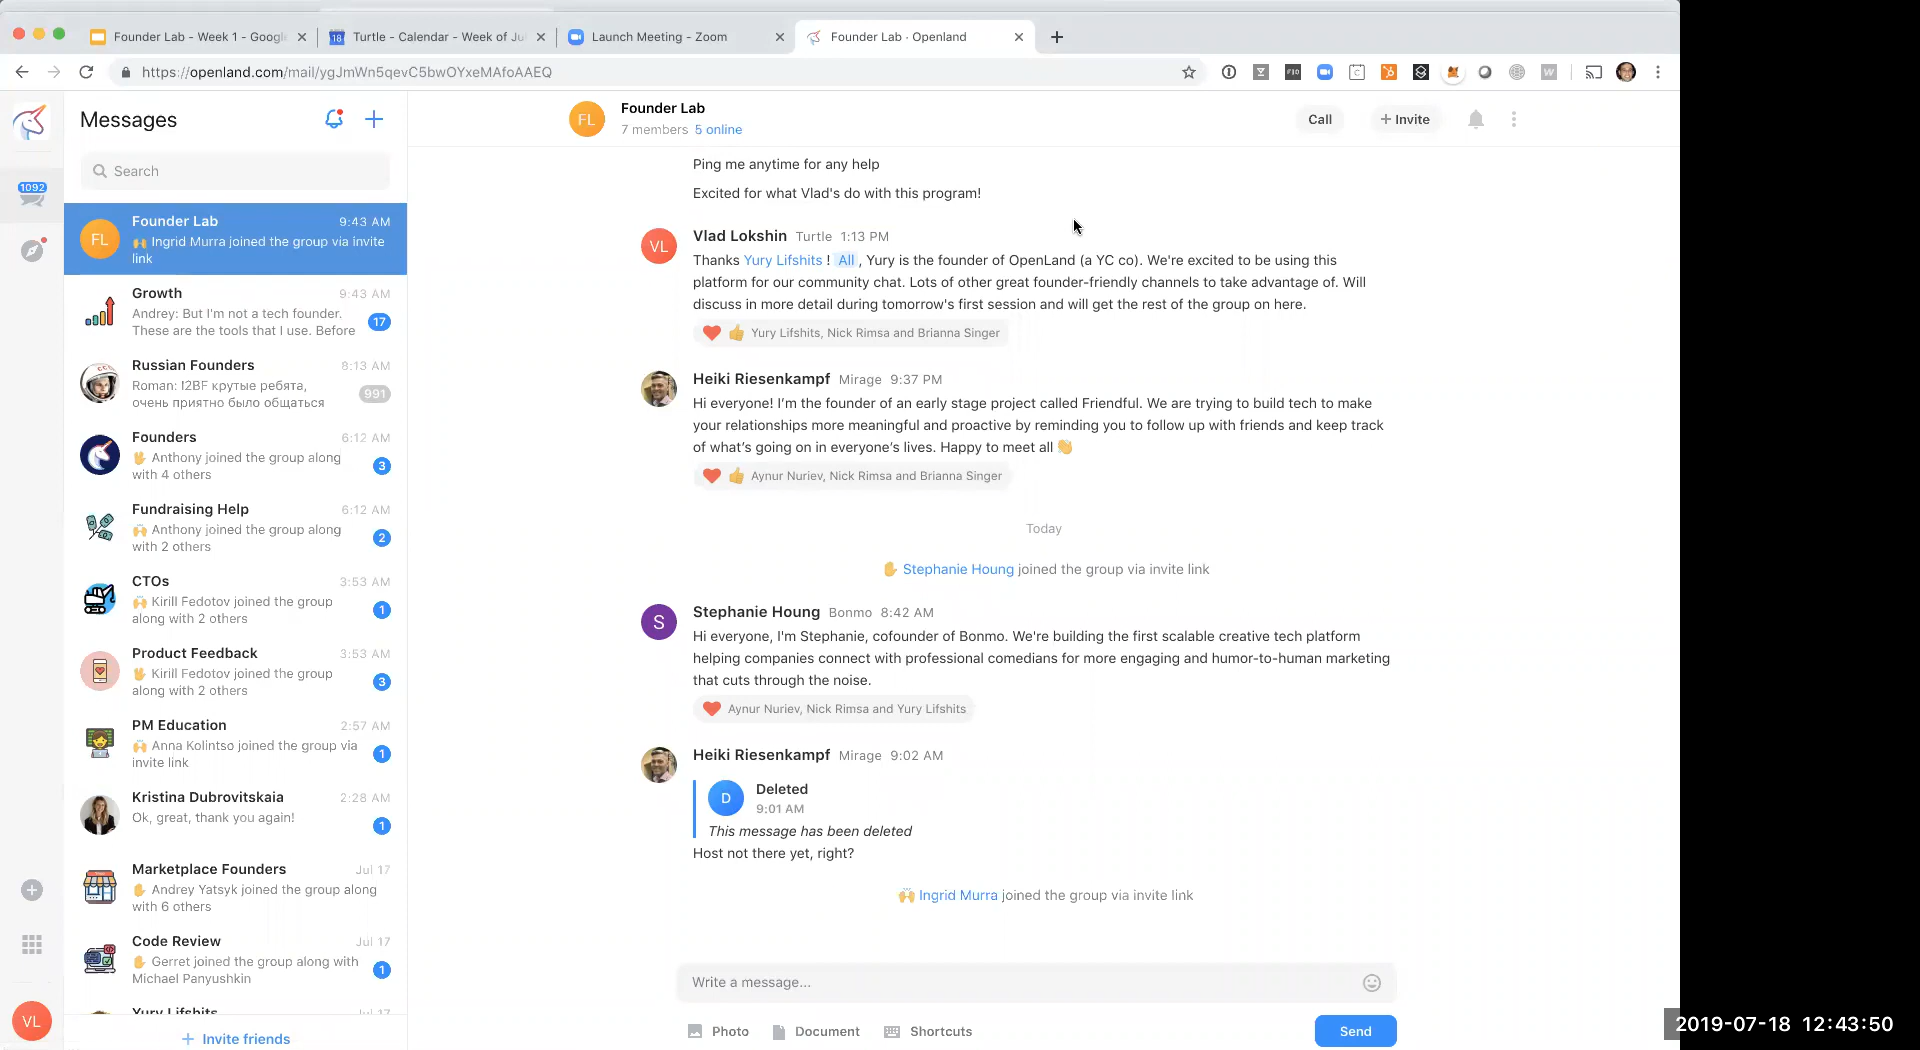 Founder Lab - Week 1 - Googl
Turtle - Calendar - Week of Ju
Launch Meeting - Zoom
Founder Lab · Openland
https://openland.com/mail/ygJmWn5qevC5bwOYxeMAfoAAEQ
Messages
Search
1092
FL
Founder Lab 9:43 AM
🙌 Ingrid Murra joined the group via invite
link
Growth 9:43 AM
Andrey: But I'm not a tech founder.
These are the tools that I use. Before 17
Russian Founders 8:13 AM
Roman: I2BF крутые ребята,
очень приятно было общаться 991
Founders 6:12 AM
🖖 Anthony joined the group along
with 4 others 3
Fundraising Help 6:12 AM
🙌 Anthony joined the group along
with 2 others 2
CTOs 3:53 AM
🙌 Kirill Fedotov joined the group
along with 2 others 1
Product Feedback 3:53 AM
🖖 Kirill Fedotov joined the group
along with 2 others 3
PM Education 2:57 AM
🙌 Anna Kolintso joined the group via
invite link 1
Kristina Dubrovitskaia 2:28 AM
Ok, great, thank you again! 1
Marketplace Founders Jul 17
✋ Andrey Yatsyk joined the group along
with 6 others
Code Review Jul 17
✋ Gerret joined the group along with
Michael Panyushkin 1
Yury Lifshits Jul 17
VL
+ Invite friends
FL
Founder Lab
7 members 5 online
Call
+ Invite
Ping me anytime for any help
Excited for what Vlad's do with this program!
VL
Vlad Lokshin Turtle 1:13 PM
Thanks Yury Lifshits ! All , Yury is the founder of OpenLand (a YC co). We're excited to be using this
platform for our community chat. Lots of other great founder-friendly channels to take advantage of. Will
discuss in more detail during tomorrow's first session and will get the rest of the group on here.
❤️ 👍 Yury Lifshits, Nick Rimsa and Brianna Singer
Heiki Riesenkampf Mirage 9:37 PM
Hi everyone! I'm the founder of an early stage project called Friendful. We are trying to build tech to make
your relationships more meaningful and proactive by reminding you to follow up with friends and keep track
of what's going on in everyone's lives. Happy to meet all 👋
❤️ 👍 Aynur Nuriev, Nick Rimsa and Brianna Singer
Today
✋ Stephanie Houng joined the group via invite link
S
Stephanie Houng Bonmo 8:42 AM
Hi everyone, I'm Stephanie, cofounder of Bonmo. We're building the first scalable creative tech platform
helping companies connect with professional comedians for more engaging and humor-to-human marketing
that cuts through the noise.
❤️ Aynur Nuriev, Nick Rimsa and Yury Lifshits
Heiki Riesenkampf Mirage 9:02 AM
D
Deleted
9:01 AM
This message has been deleted
Host not there yet, right?
🙌 Ingrid Murra joined the group via invite link
Write a message...
Photo Document Shortcuts Send
2019-07-18 12:43:50